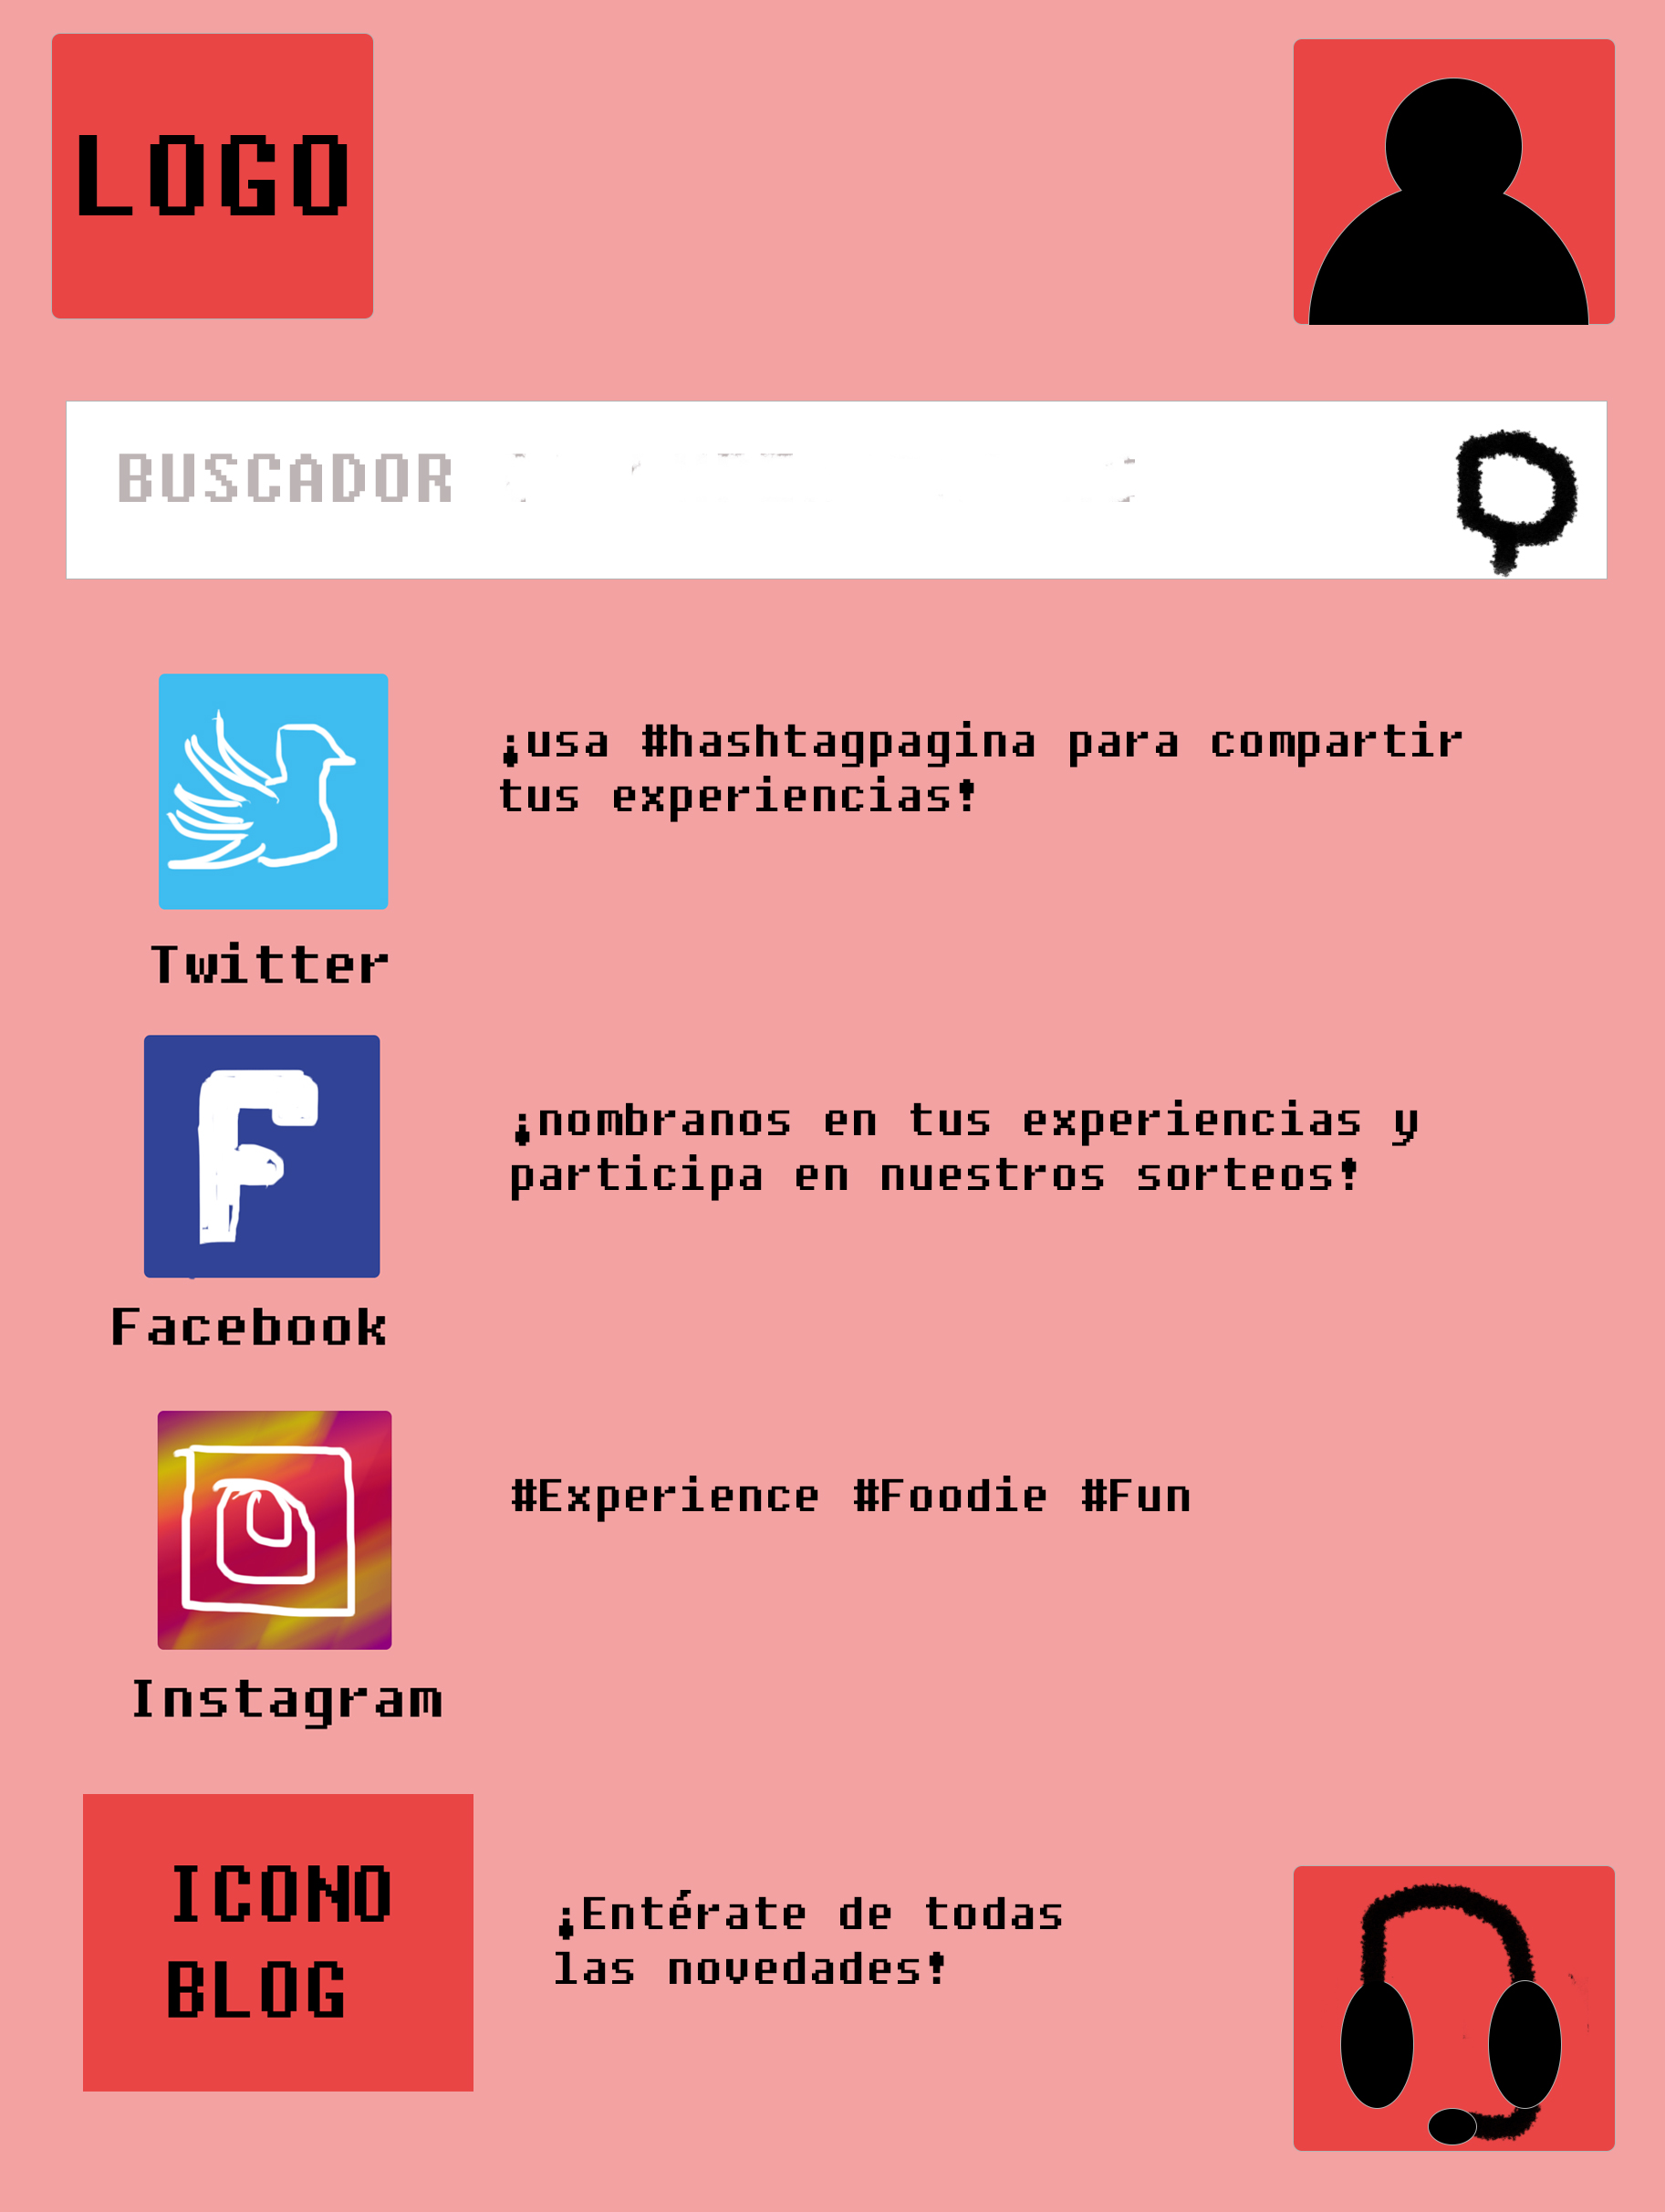 LOGO
BUSCADOR
¡usa #hashtagpagina para compartir
tus experiencias!
Twitter
¡nombranos en tus experiencias y
participa en nuestros sorteos!
Facebook
#Experience #Foodie #Fun
Instagram
ICONO
BLOG
¡Entérate de todas
las novedades!